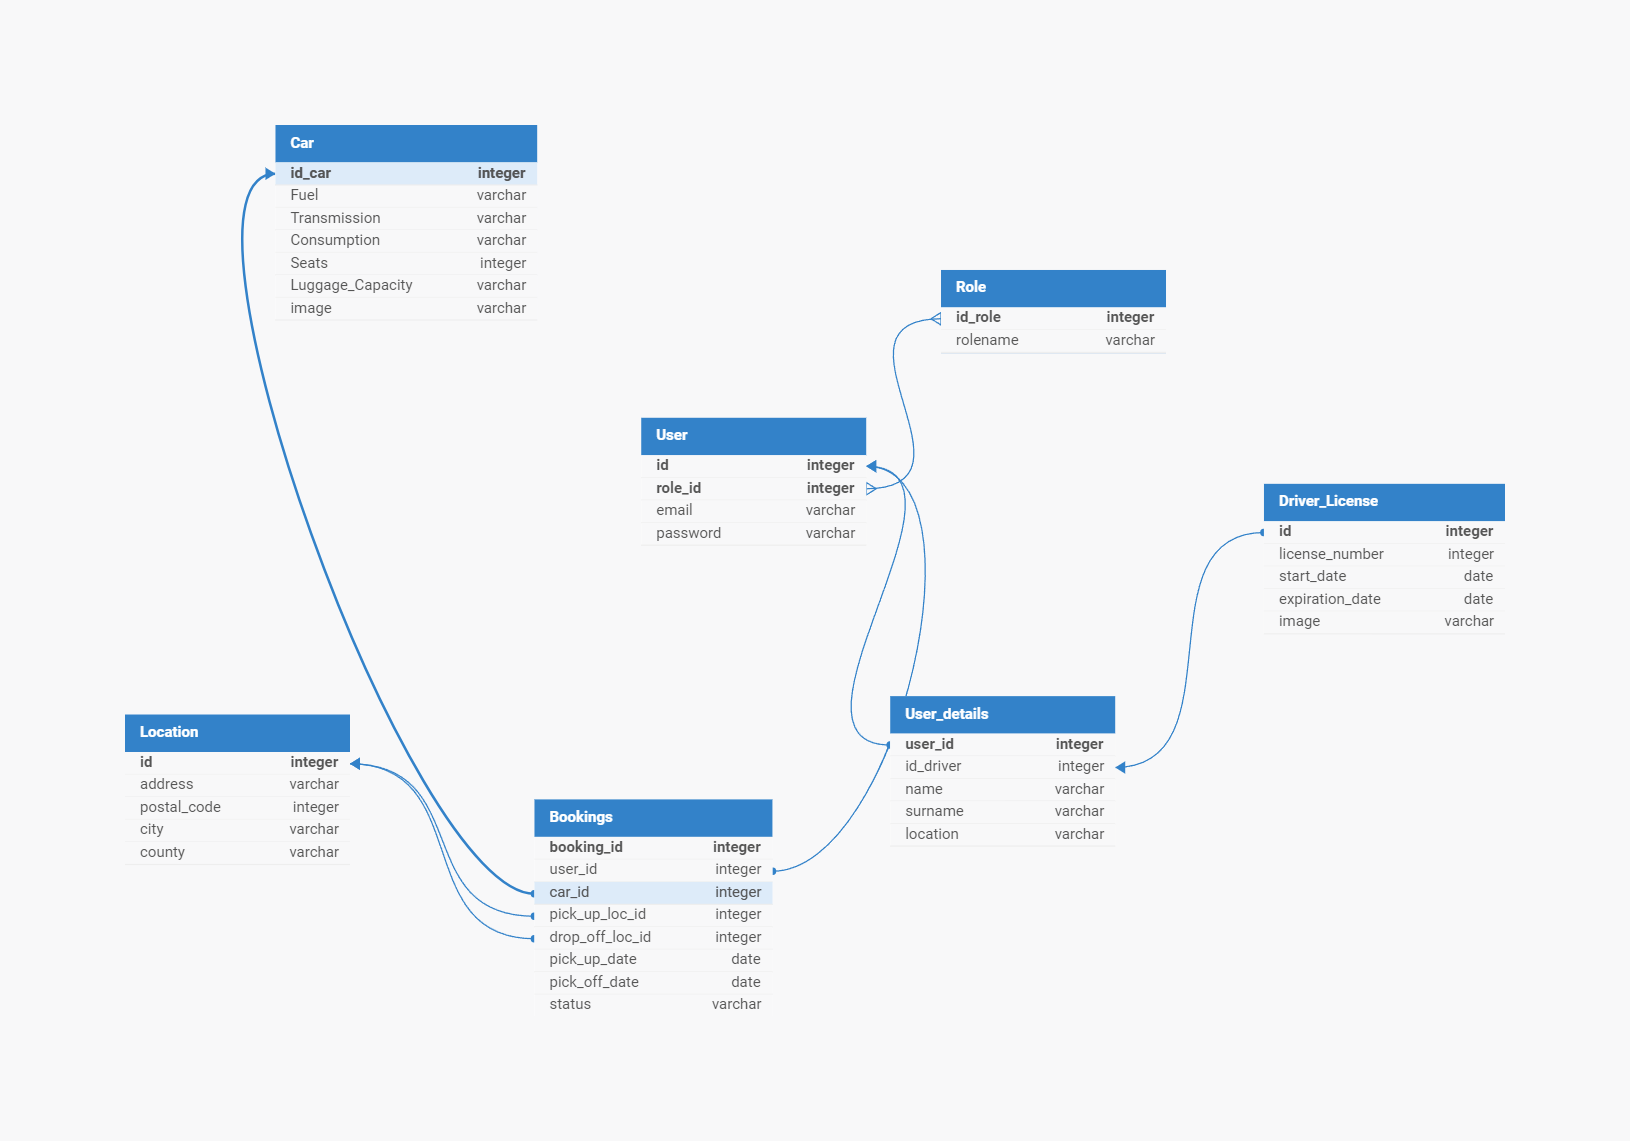 Car
id_car integer
Fuel varchar
Transmission varchar
Consumption varchar
Seats integer
Luggage_Capacity varchar
image varchar
Role
id_role integer
rolename varchar
User
id integer
role_id integer
email varchar
password varchar
Driver_License
id integer
license_number integer
start_date date
expiration_date date
image varchar
User_details
user_id integer
id_driver integer
name varchar
surname varchar
location varchar
Location
id integer
address varchar
postal_code integer
city varchar
county varchar
Bookings
booking_id integer
user_id integer
car_id integer
pick_up_loc_id integer
drop_off_loc_id integer
pick_up_date date
pick_off_date date
status varchar